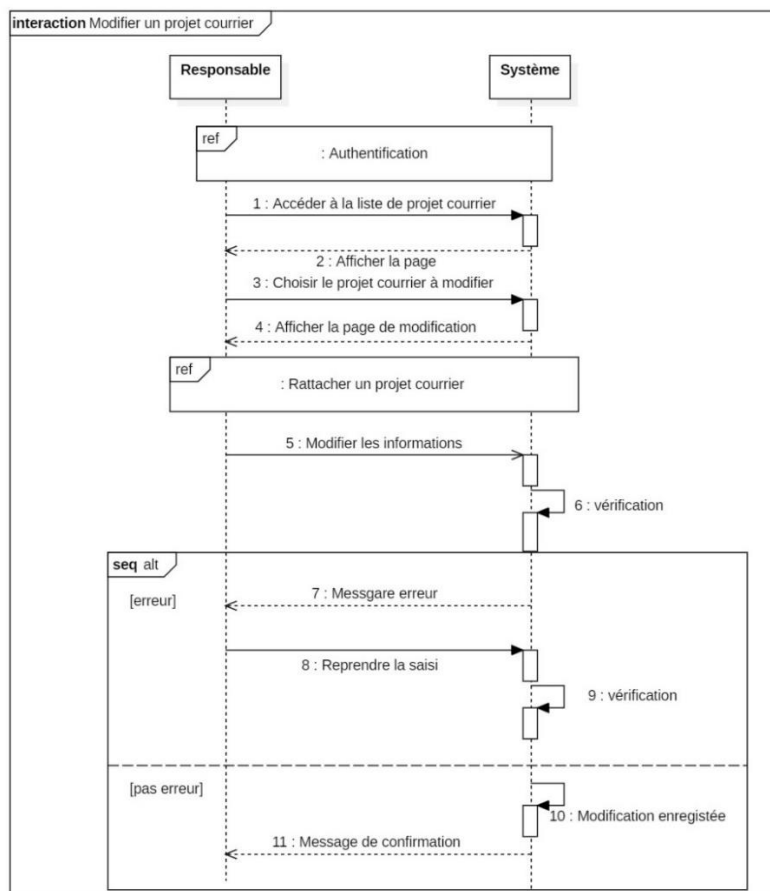 interaction Modifier un projet courrier
Responsable
Système
ref
: Authentification
1 : Accéder à la liste de projet courrier
2 : Afficher la page
3 : Choisir le projet courrier à modifier
4 : Afficher la page de modification
ref
: Rattacher un projet courrier
5 : Modifier les informations
6 : vérification
seq alt
[erreur]
7 : Messgare erreur
8 : Reprendre la saisi
9 : vérification
[pas erreur]
10 : Modification enregistée
11 : Message de confirmation